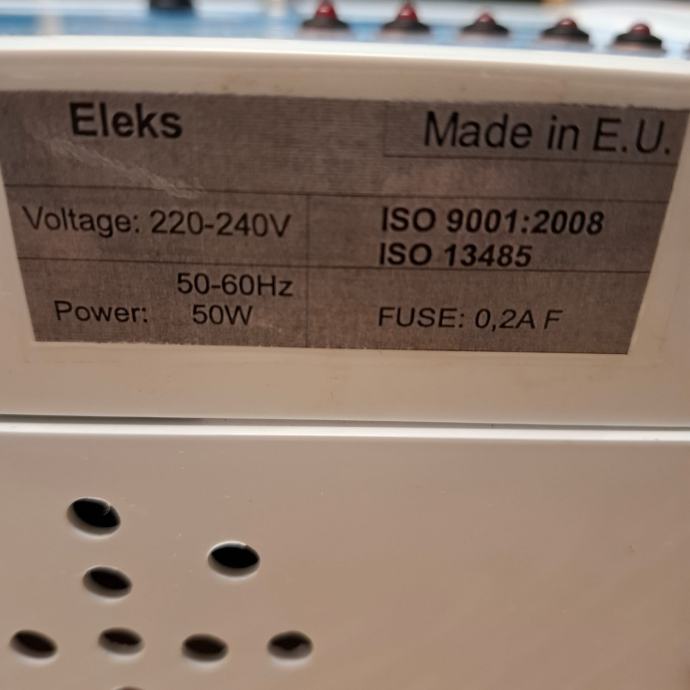 Eleks
Made in E.U.
Voltage: 220-240V
50-60Hz
Power: 50W
ISO 9001:2008
ISO 13485
FUSE: 0,2A F